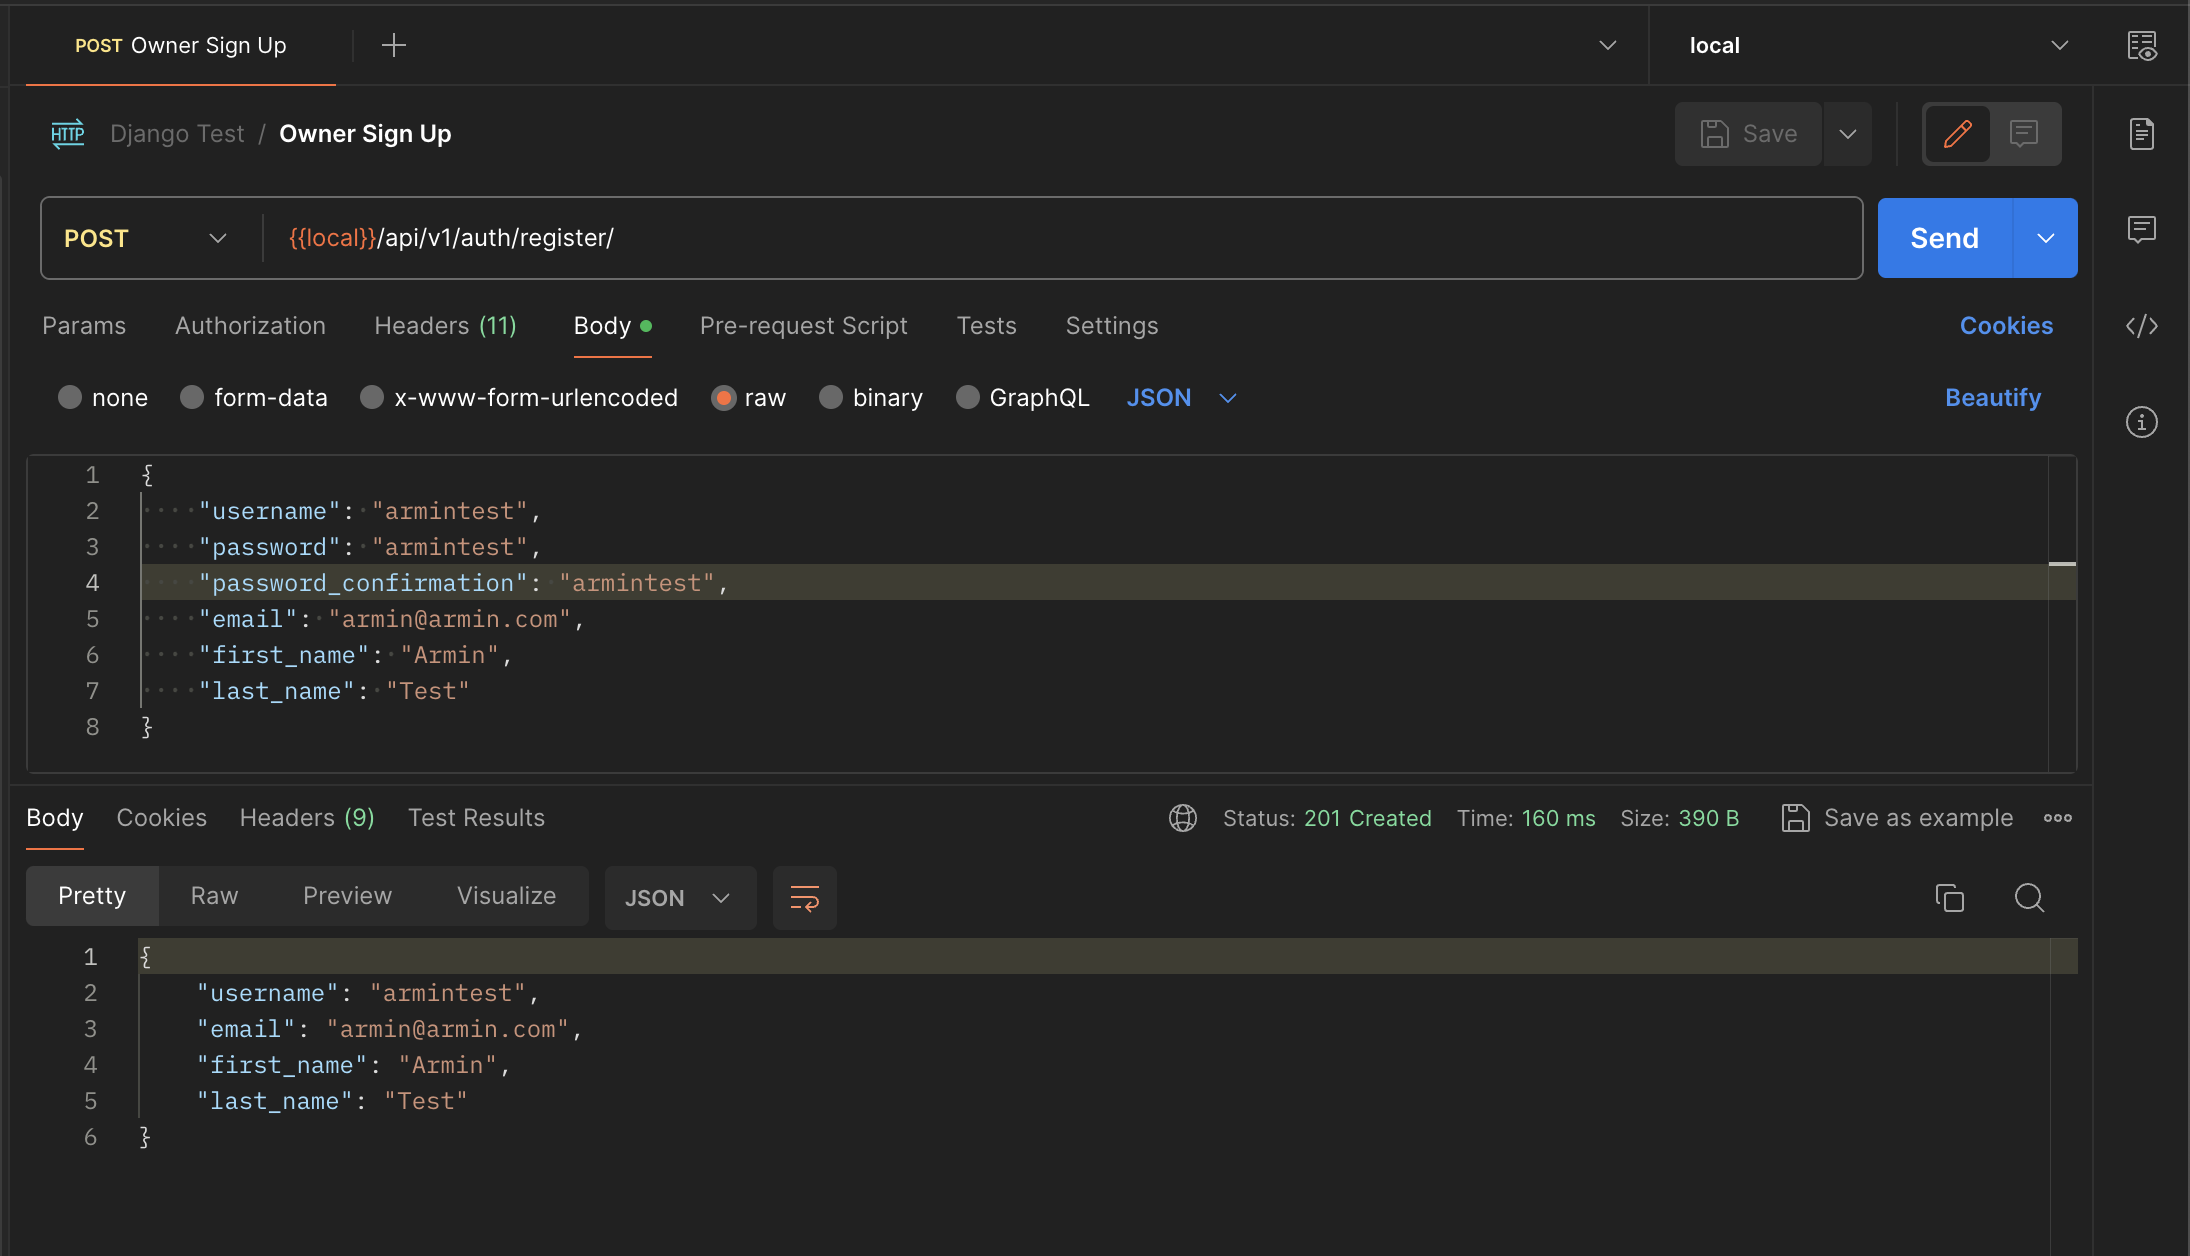 POST Owner Sign Up
local
HTTP Django Test / Owner Sign Up
Save
POST {{local}}/api/v1/auth/register/
Send
Params Authorization Headers (11) Body Pre-request Script Tests Settings Cookies
none form-data x-www-form-urlencoded raw binary GraphQL JSON Beautify
1 {
2 "username": "armintest",
3 "password": "armintest",
4 "password_confirmation": "armintest",
5 "email": "armin@armin.com",
6 "first_name": "Armin",
7 "last_name": "Test"
8 }
Body Cookies Headers (9) Test Results Status: 201 Created Time: 160 ms Size: 390 B Save as example
Pretty Raw Preview Visualize JSON
1 {
2 "username": "armintest",
3 "email": "armin@armin.com",
4 "first_name": "Armin",
5 "last_name": "Test"
6 }